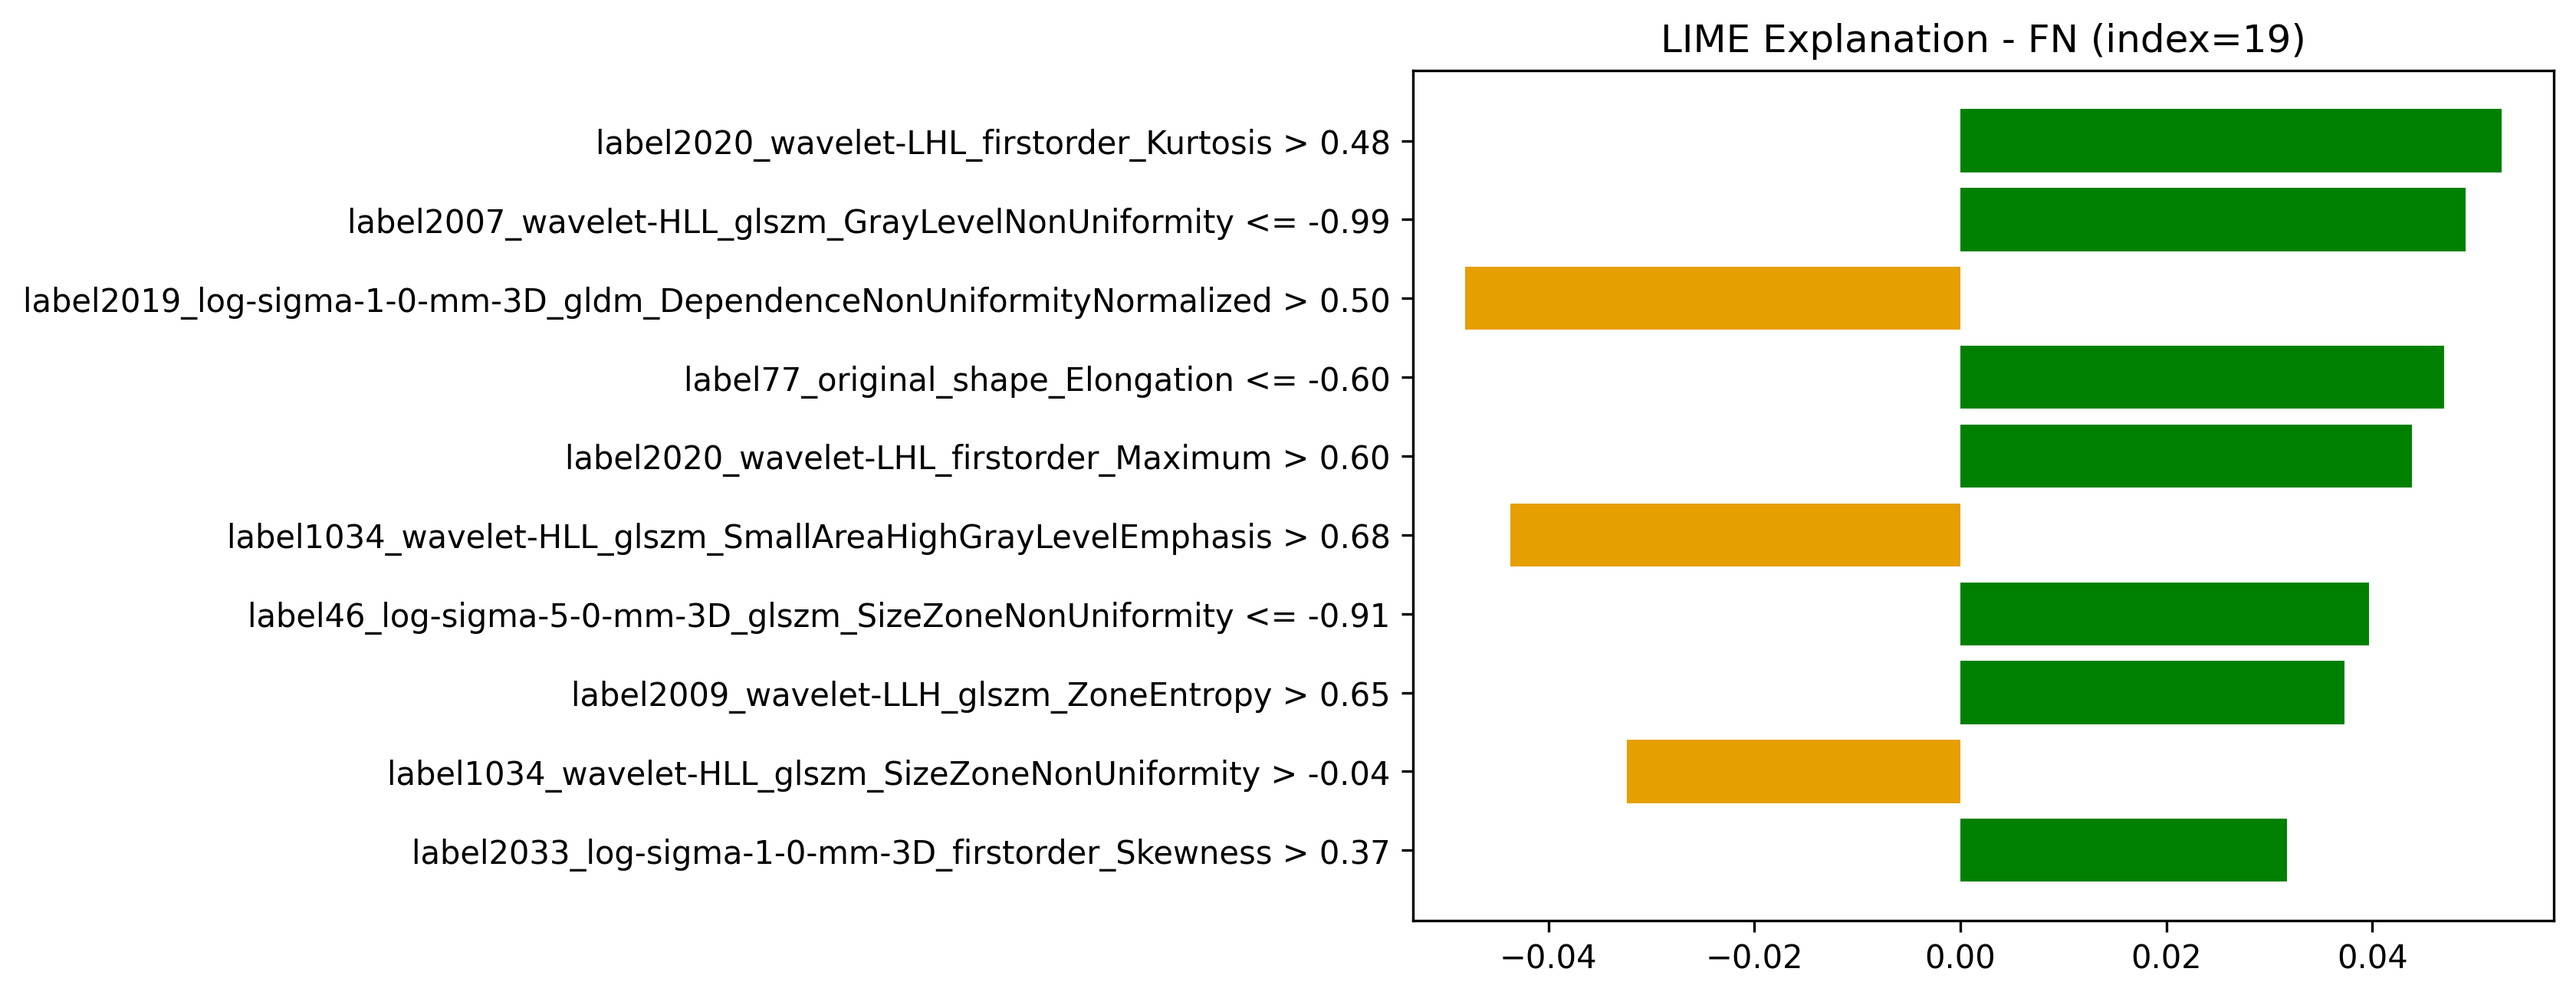 LIME Explanation - FN (index=19)
label2020_wavelet-LHL_firstorder_Kurtosis > 0.48
label2007_wavelet-HLL_glszm_GrayLevelNonUniformity <= -0.99
label2019_log-sigma-1-0-mm-3D_gldm_DependenceNonUniformityNormalized > 0.50
label77_original_shape_Elongation <= -0.60
label2020_wavelet-LHL_firstorder_Maximum > 0.60
label1034_wavelet-HLL_glszm_SmallAreaHighGrayLevelEmphasis > 0.68
label46_log-sigma-5-0-mm-3D_glszm_SizeZoneNonUniformity <= -0.91
label2009_wavelet-LLH_glszm_ZoneEntropy > 0.65
label1034_wavelet-HLL_glszm_SizeZoneNonUniformity > -0.04
label2033_log-sigma-1-0-mm-3D_firstorder_Skewness > 0.37
−0.04 −0.02 0.00 0.02 0.04